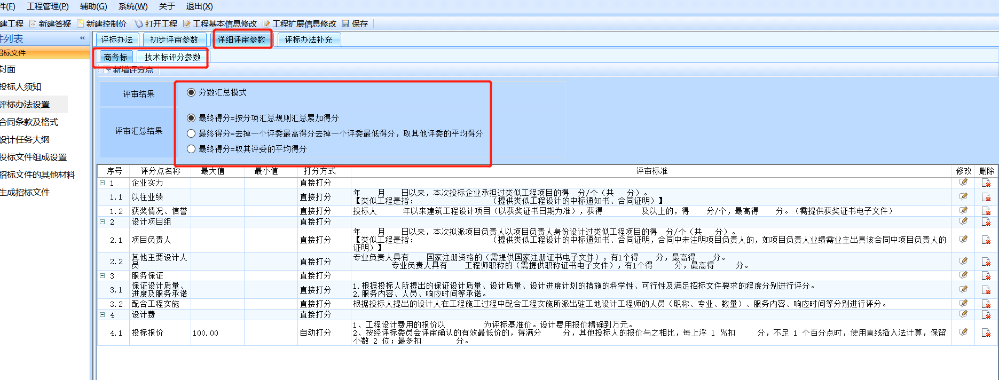 件(F) 工程管理(P) 辅助(G) 系统(W) 关于 退出(X)
建工程 新建答疑 新建控制价 打开工程 工程基本信息修改 工程扩展信息修改 保存
件列表 «
招标文件
封面
投标人须知
评标办法设置
合同条款及格式
设计任务大纲
投标文件组成设置
招标文件的其他材料
生成招标文件
评标办法 初步评审参数 详细评审参数 评标办法补充
商务标 技术标评分参数
新增评分点
评审结果 分数汇总模式
评审汇总结果
最终得分=按分项汇总规则汇总累加得分
最终得分=去掉一个评委最高得分去掉一个评委最低得分，取其他评委的平均得分
最终得分=取其评委的平均得分
序号 评分点名称 最大值 最小值 打分方式 评审标准 修改 删除
1 企业实力 直接打分
1.1 以往业绩 直接打分 年 月 日以来，本次投标企业承担过类似工程项目的得 分/个（共 分）。
【类似工程是指： （提供类似工程设计的中标通知书、合同证明）】
1.2 获奖情况、信誉 直接打分 投标人 年以来建筑工程设计项目（以获奖证书日期为准），获得 及以上的，得 分/个，最高得 分。（需提供获奖证书电子文件）
2 设计项目组 直接打分
2.1 项目负责人 直接打分 年 月 日以来，本次拟派项目负责人以项目负责人身份设计过类似工程项目的得 分/个（共 分）。
【类似工程是指： （提供类似工程设计的中标通知书、合同证明，合同中未注明项目负责人的，如项目负责人业绩需业主出具该合同中项目负责人的
证明）】
2.2 其他主要设计人员 直接打分 专业负责人具有 国家注册资格的（需提供国家注册证书电子文件），有1个得 分，最高得 分。
专业负责人具有 工程师职称的（需提供职称证书电子文件），有1个得 分，最高得 分。
3 服务保证 直接打分
3.1 保证设计质量、进度及服务承诺 直接打分 1.根据投标人所提出的保证设计质量、设计质量、设计进度计划的措施的科学性、可行性及满足招标文件要求的程度分别进行评分。
2.服务内容、人员、响应时间等承诺。
3.2 配合工程实施 直接打分 根据投标人提出的设计人在工程施工过程中配合工程实施所派出驻工地设计工程师的人员（职称、专业、数量）、服务内容、响应时间等分别进行评分。
4 设计费 直接打分
4.1 投标报价 100.00 自动打分 1、工程设计费用的报价以 为评标基准价。设计费用报价精确到万元。
2、按经评标委员会评审确认的有效最低价的，得满分 分，其他投标人的报价与之相比，每上浮 l %扣 分，不足 1 个百分点时，使用直线插入法计算，保留
小数 2 位；最多扣 分。